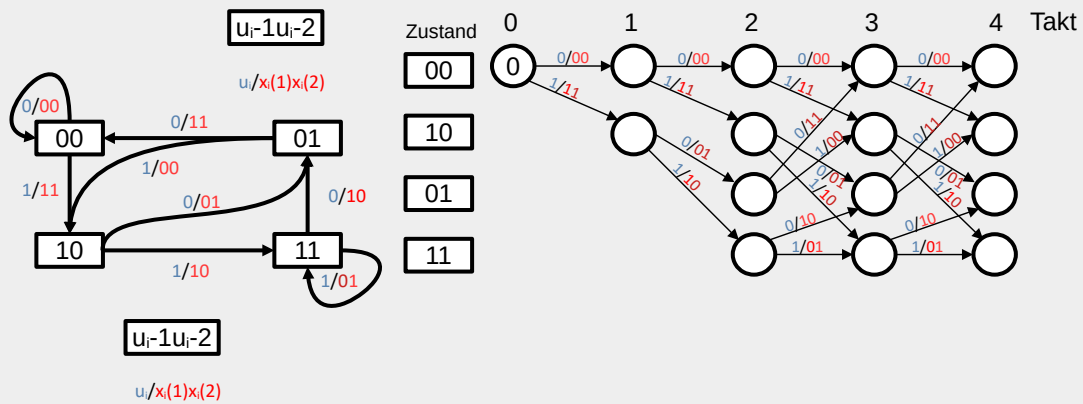 uᵢ-1uᵢ-2
uᵢ/xᵢ(1)xᵢ(2)
0/00
00
0/11
01
1/00
1/11
0/01
0/10
10
11
1/10
1/01
uᵢ-1uᵢ-2
uᵢ/xᵢ(1)xᵢ(2)
0 1 2 3 4 Takt
Zustand
00
0
0/00 0/00 0/00 0/00
1/11 1/11 1/11 1/11
10
0/01 0/11 0/11
1/10 1/00 1/00
01
0/01 0/01
1/10 1/10
0/10 0/10
11
1/01 1/01